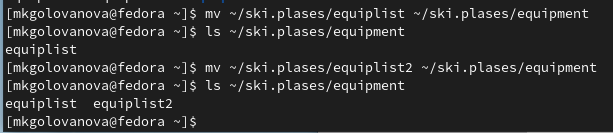 [mkgolovanova@fedora ~]$ mv ~/ski.plases/equiplist ~/ski.plases/equipment
[mkgolovanova@fedora ~]$ ls ~/ski.plases/equipment
equiplist
[mkgolovanova@fedora ~]$ mv ~/ski.plases/equiplist2 ~/ski.plases/equipment
[mkgolovanova@fedora ~]$ ls ~/ski.plases/equipment
equiplist  equiplist2
[mkgolovanova@fedora ~]$